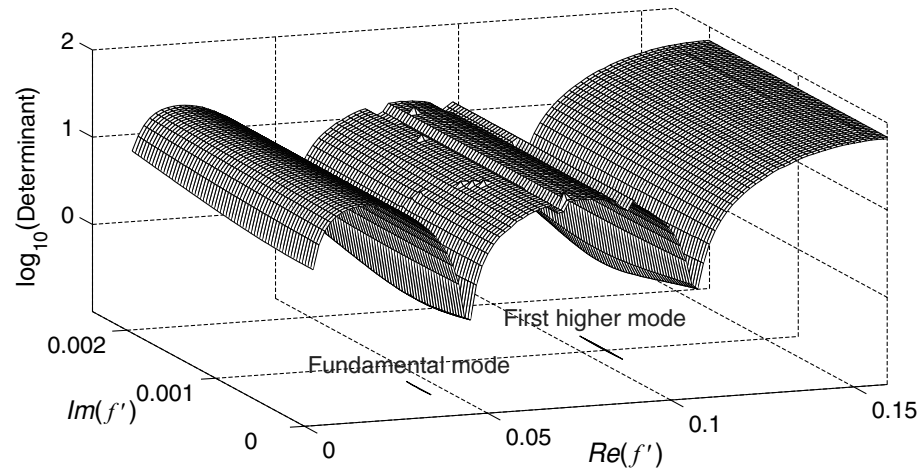 2
1
0
log10(Determinant)
First higher mode
Fundamental mode
0.002
0.001
0
Im(f')
0
0.05
0.1
0.15
Re(f')